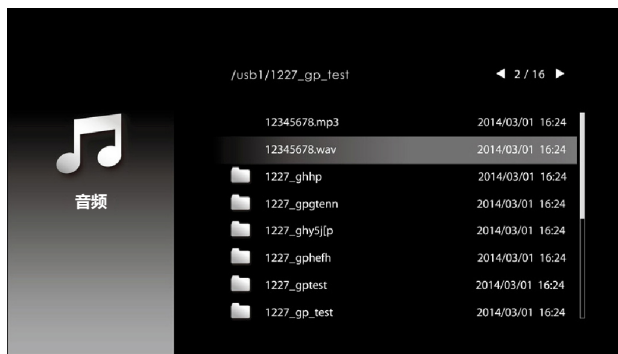 /usb1/1227_gp_test ◀ 2/16 ▶
12345678.mp3 2014/03/01 16:24
12345678.wav 2014/03/01 16:24
1227_ghhp 2014/03/01 16:24
1227_gpgtenn 2014/03/01 16:24
1227_ghy5j[p 2014/03/01 16:24
1227_gphefh 2014/03/01 16:24
1227_gptest 2014/03/01 16:24
1227_gp_test 2014/03/01 16:24
音频